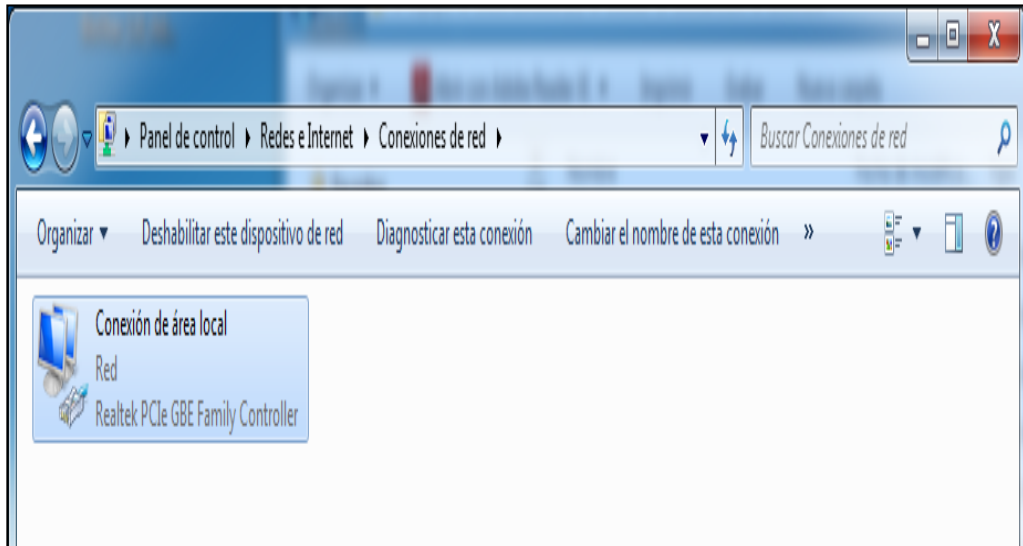 Panel de control Redes e Internet Conexiones de red Buscar Conexiones de red
Organizar Deshabilitar este dispositivo de red Diagnosticar esta conexión Cambiar el nombre de esta conexión »
Conexión de área local
Red
Realtek PCIe GBE Family Controller